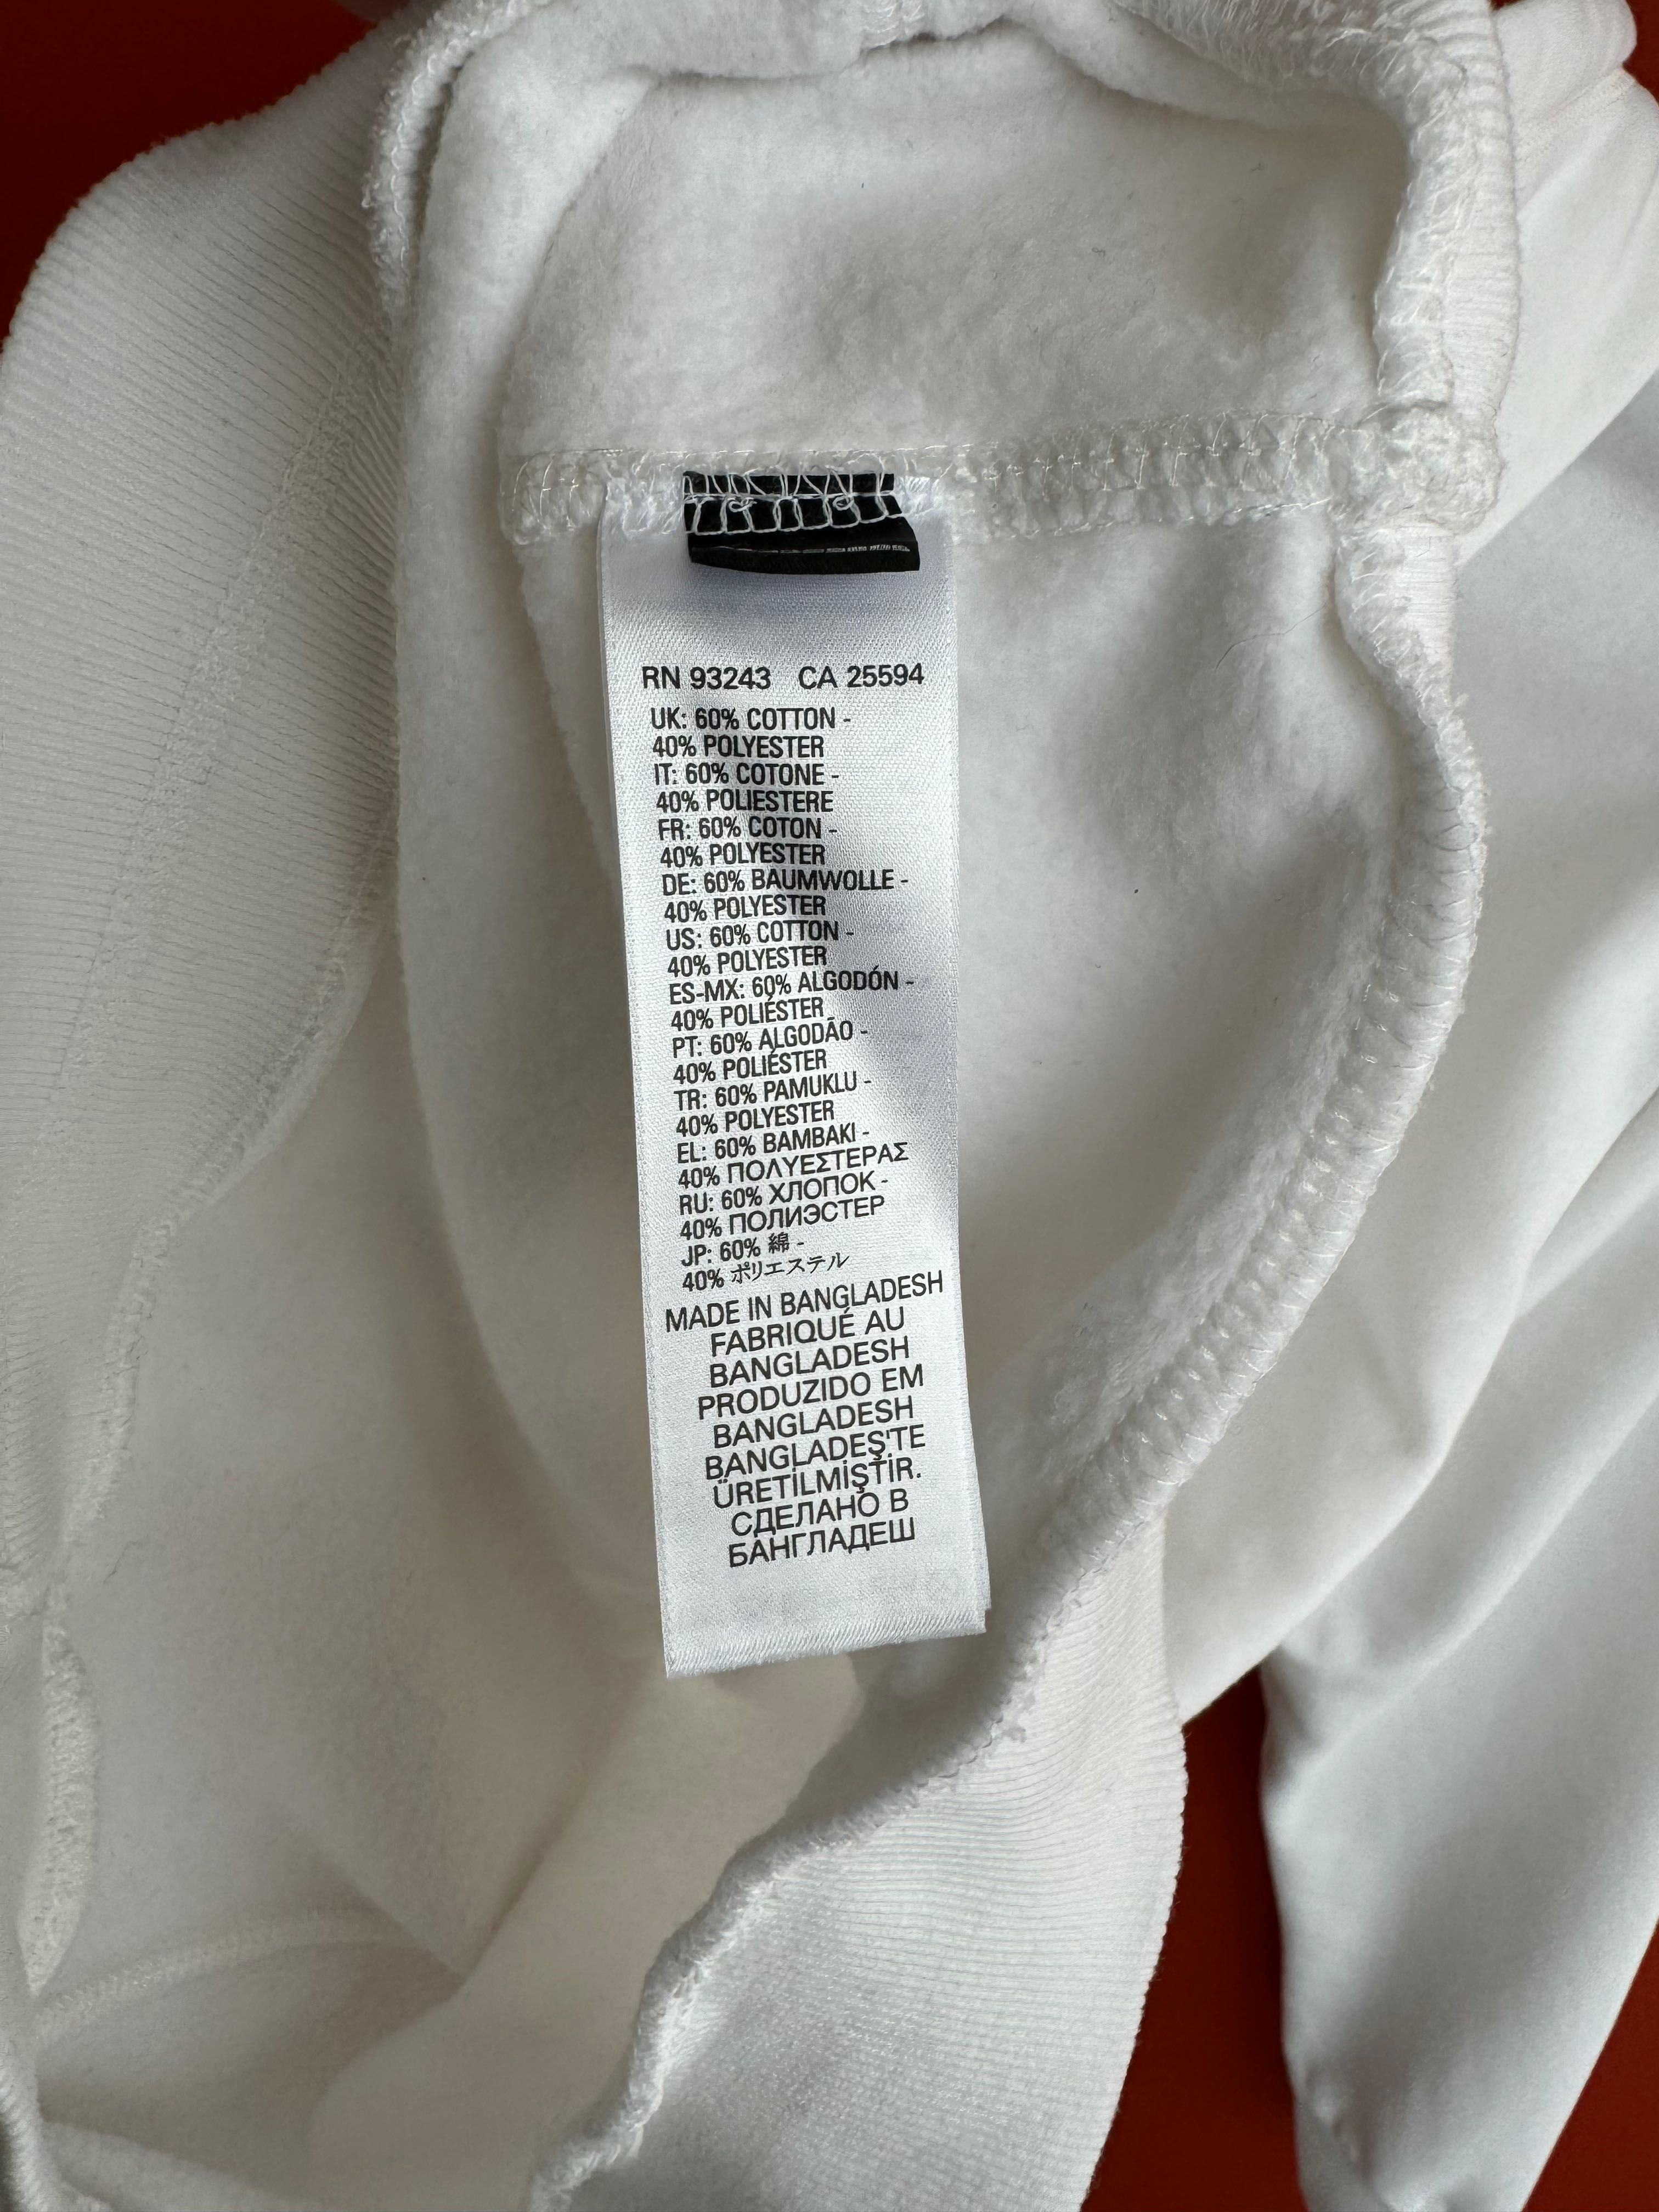 RN 93243 CA 25594
UK: 60% COTTON -
40% POLYESTER
IT: 60% COTONE -
40% POLIESTERE
FR: 60% COTON -
40% POLYESTER
DE: 60% BAUMWOLLE -
40% POLYESTER
US: 60% COTTON -
40% POLYESTER
ES-MX: 60% ALGODÓN -
40% POLIÉSTER
PT: 60% ALGODÃO -
40% POLIÉSTER
TR: 60% PAMUKLU -
40% POLYESTER
EL: 60% BAMBAKI -
40% ΠΟΛΥΕΣΤΕΡΑΣ
RU: 60% ХЛОПОК -
40% ПОЛИЭСТЕР
JP: 60% 綿 -
40% ポリエステル
MADE IN BANGLADESH
FABRIQUÉ AU
BANGLADESH
PRODUZIDO EM
BANGLADESH
BANGLADEŞ'TE
ÜRETİLMİŞTİR.
СДЕЛАНО В
БАНГЛАДЕШ